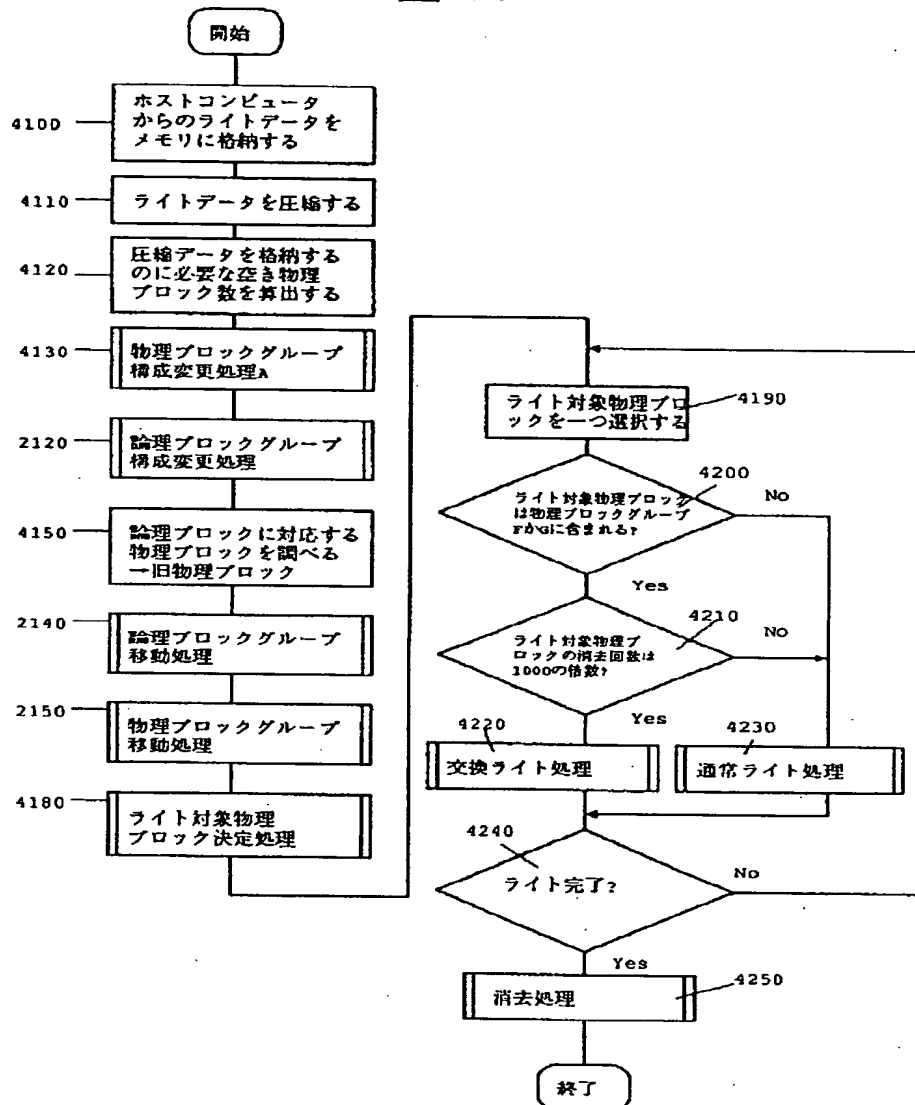 開始
4100
ホストコンピュータ
からのライトデータを
メモリに格納する
4110
ライトデータを圧縮する
4120
圧縮データを格納する
のに必要な空き物理
ブロック数を算出する
4130
物理ブロックグループ
構成変更処理A
2120
論理ブロックグループ
構成変更処理
4150
論理ブロックに対応する
物理ブロックを調べる
→旧物理ブロック
2140
論理ブロックグループ
移動処理
2150
物理ブロックグループ
移動処理
4180
ライト対象物理
ブロック決定処理
ライト対象物理ブロ
ックを一つ選択する
4190
4200
ライト対象物理ブロック
は物理ブロックグループ
FかGに含まれる?
No
Yes
4210
ライト対象物理ブ
ロックの消去回数は
1000の倍数?
No
Yes
4220
交換ライト処理
4230
通常ライト処理
4240
ライト完了?
No
Yes
消去処理
4250
終了